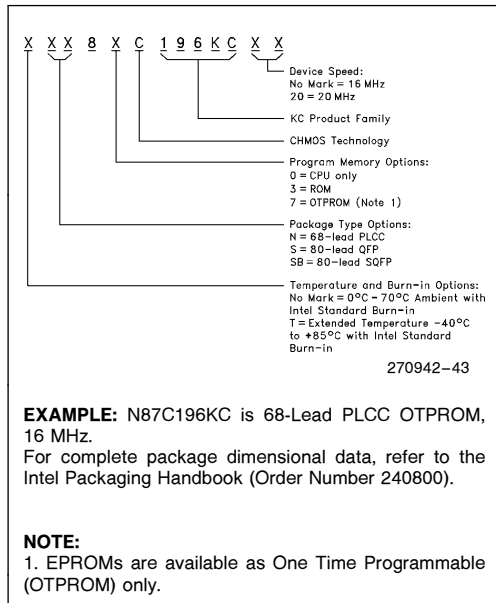 X XX 8 X C 196KC XX
Device Speed:
No Mark = 16 MHz
20 = 20 MHz
KC Product Family
CHMOS Technology
Program Memory Options:
0 = CPU only
3 = ROM
7 = OTPROM (Note 1)
Package Type Options:
N = 68-lead PLCC
S = 80-lead QFP
SB = 80-lead SQFP
Temperature and Burn-in Options:
No Mark = 0°C - 70°C Ambient with
Intel Standard Burn-in
T = Extended Temperature -40°C
to +85°C with Intel Standard
Burn-in
270942-43
EXAMPLE: N87C196KC is 68-Lead PLCC OTPROM,
16 MHz.
For complete package dimensional data, refer to the
Intel Packaging Handbook (Order Number 240800).
NOTE:
1. EPROMs are available as One Time Programmable
(OTPROM) only.